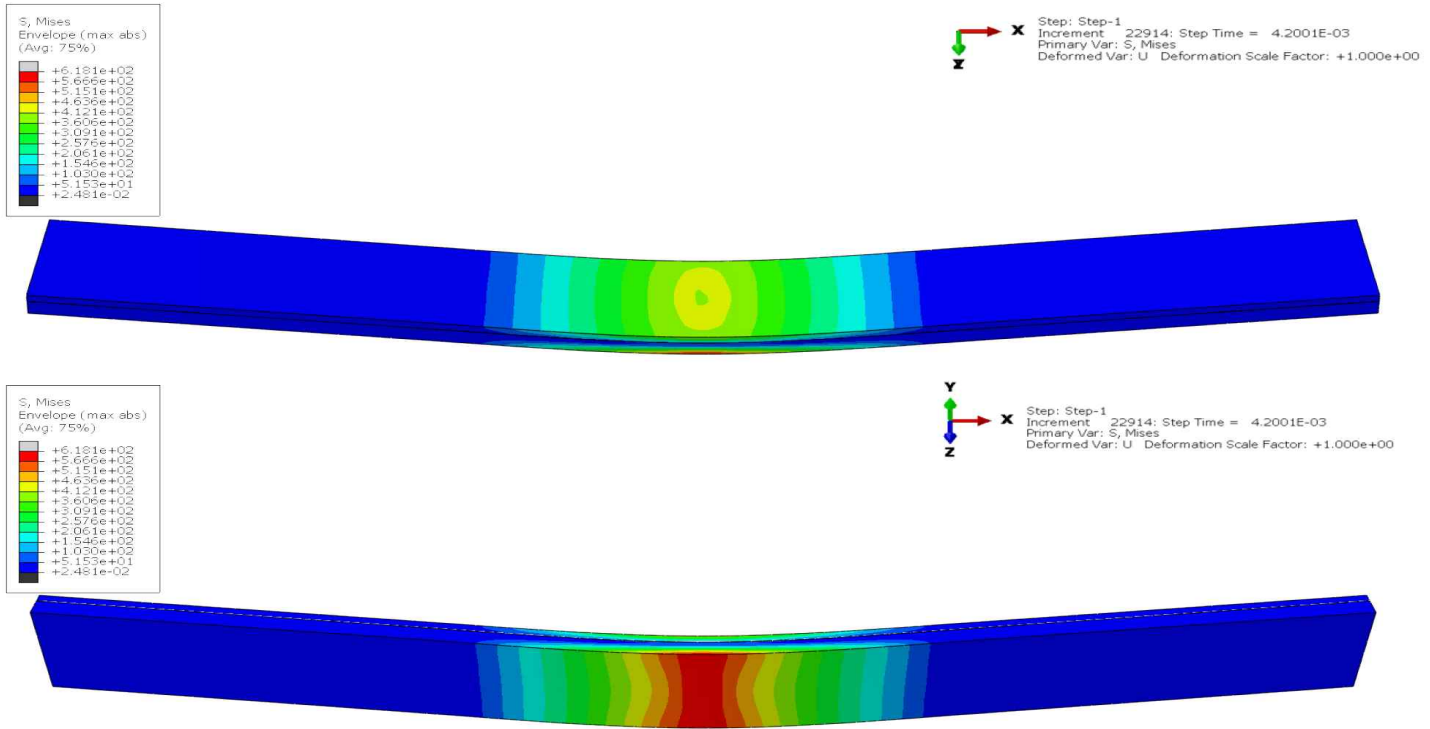 S, Mises
Envelope (max abs)
(Avg: 75%)
+6.181e+02
+5.666e+02
+5.151e+02
+4.636e+02
+4.121e+02
+3.606e+02
+3.091e+02
+2.576e+02
+2.061e+02
+1.546e+02
+1.030e+02
+5.153e+01
+2.481e-02
X
Z
Step: Step-1
Increment 22914: Step Time = 4.2001E-03
Primary Var: S, Mises
Deformed Var: U Deformation Scale Factor: +1.000e+00
S, Mises
Envelope (max abs)
(Avg: 75%)
+6.181e+02
+5.666e+02
+5.151e+02
+4.636e+02
+4.121e+02
+3.606e+02
+3.091e+02
+2.576e+02
+2.061e+02
+1.546e+02
+1.030e+02
+5.153e+01
+2.481e-02
Y
X
Z
Step: Step-1
Increment 22914: Step Time = 4.2001E-03
Primary Var: S, Mises
Deformed Var: U Deformation Scale Factor: +1.000e+00